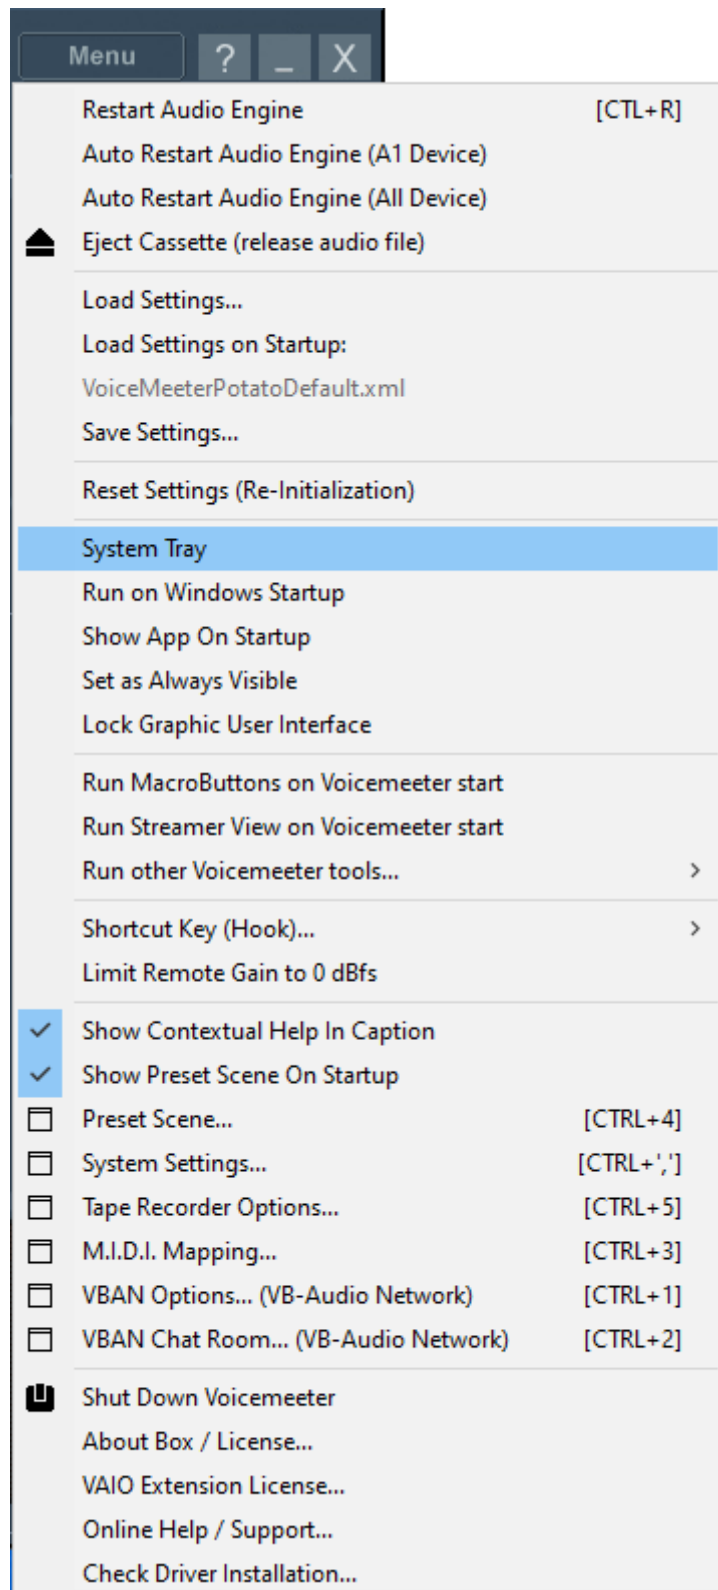 Menu ? _ X
Restart Audio Engine [CTL+R]
Auto Restart Audio Engine (A1 Device)
Auto Restart Audio Engine (All Device)
Eject Cassette (release audio file)
Load Settings...
Load Settings on Startup:
VoiceMeeterPotatoDefault.xml
Save Settings...
Reset Settings (Re-Initialization)
System Tray
Run on Windows Startup
Show App On Startup
Set as Always Visible
Lock Graphic User Interface
Run MacroButtons on Voicemeeter start
Run Streamer View on Voicemeeter start
Run other Voicemeeter tools...
Shortcut Key (Hook)...
Limit Remote Gain to 0 dBfs
Show Contextual Help In Caption
Show Preset Scene On Startup
Preset Scene... [CTRL+4]
System Settings... [CTRL+',']
Tape Recorder Options... [CTRL+5]
M.I.D.I. Mapping... [CTRL+3]
VBAN Options... (VB-Audio Network) [CTRL+1]
VBAN Chat Room... (VB-Audio Network) [CTRL+2]
Shut Down Voicemeeter
About Box / License...
VAIO Extension License...
Online Help / Support...
Check Driver Installation...